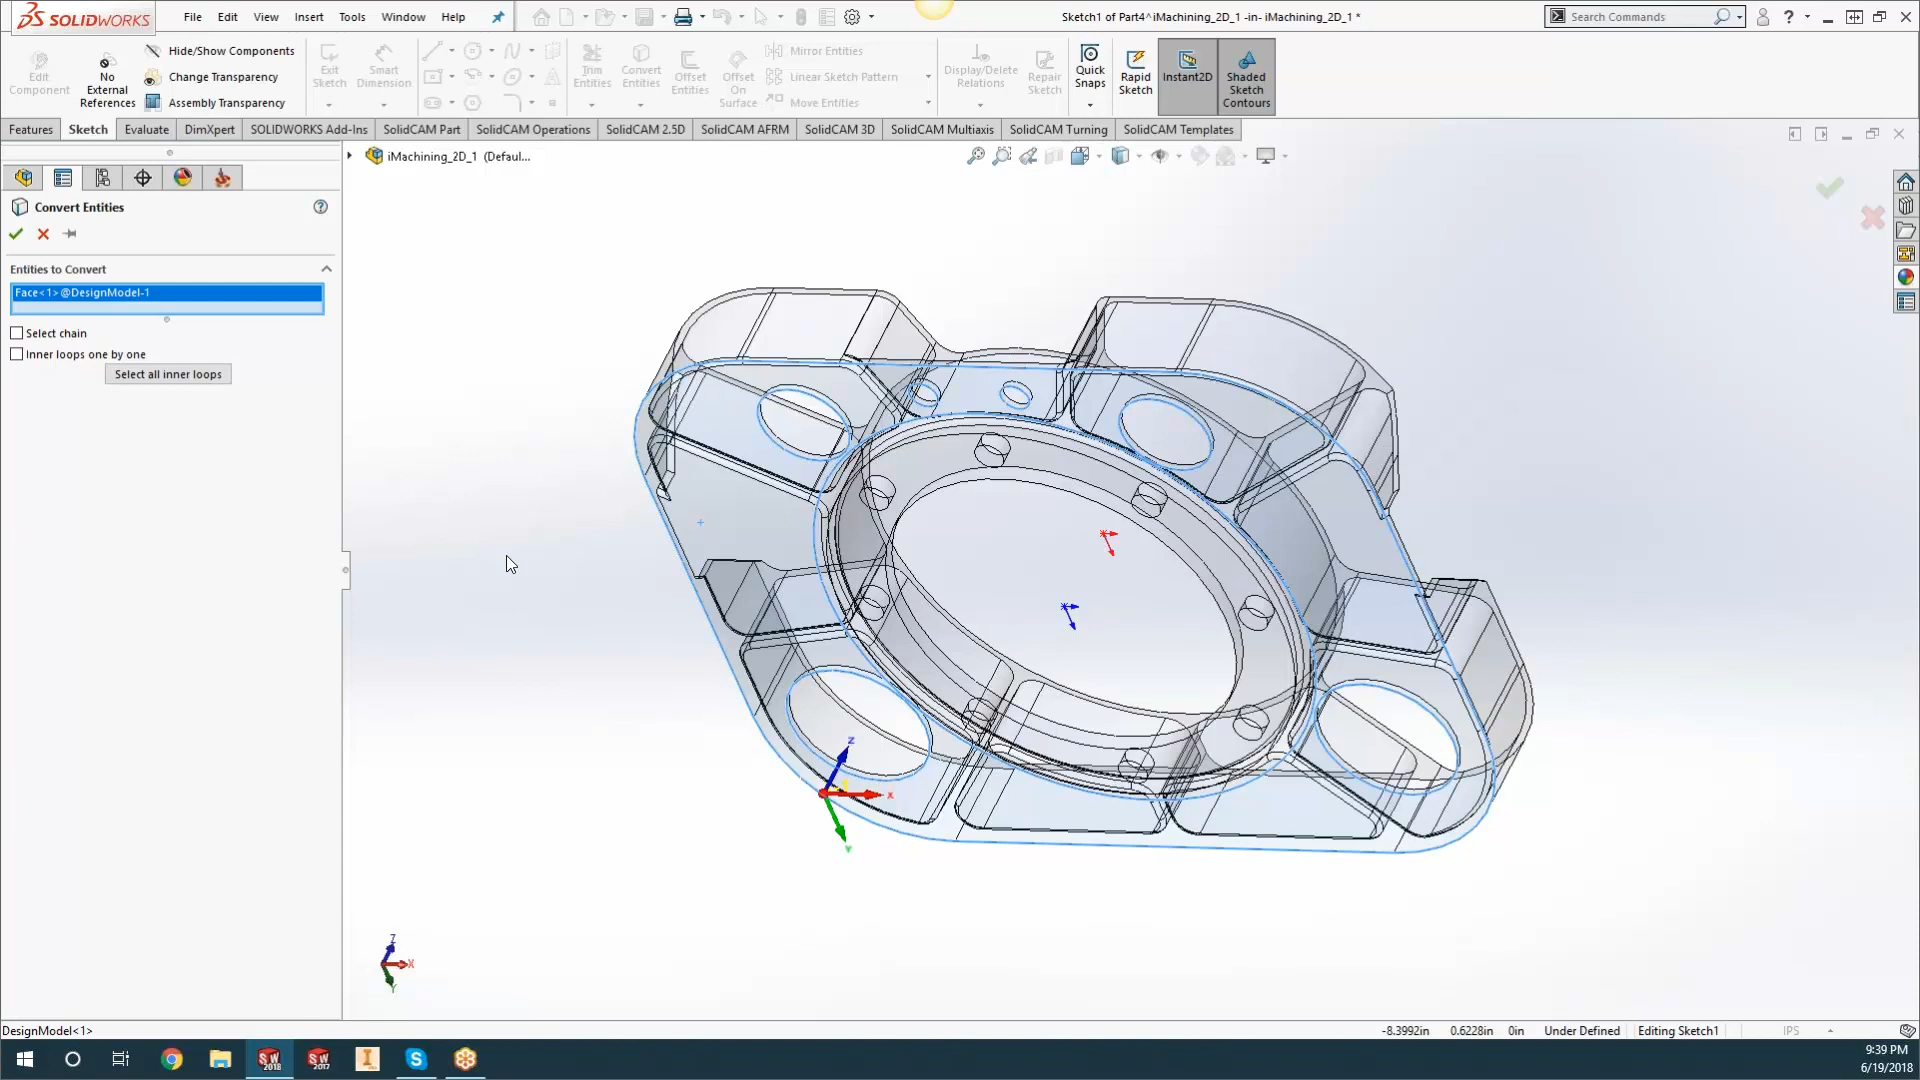 SOLIDWORKS
File Edit View Insert Tools Window Help
Sketch1 of Part4^iMachining_2D_1 -in- iMachining_2D_1 *
Search Commands
Edit Component
No External References
Hide/Show Components
Change Transparency
Assembly Transparency
Exit Sketch
Smart Dimension
Trim Entities
Convert Entities
Offset Entities
Offset On Surface
Mirror Entities
Linear Sketch Pattern
Move Entities
Display/Delete Relations
Repair Sketch
Quick Snaps
Rapid Sketch
Instant2D
Shaded Sketch Contours
Features Sketch Evaluate DimXpert SOLIDWORKS Add-Ins SolidCAM Part SolidCAM Operations SolidCAM 2.5D SolidCAM AFRM SolidCAM 3D SolidCAM Multiaxis SolidCAM Turning SolidCAM Templates
iMachining_2D_1 (Defaul...
Convert Entities
Entities to Convert
Face<1>@DesignModel-1
Select chain
Inner loops one by one
Select all inner loops
Z
X
Y
Z
X
Y
DesignModel<1>
-8.3992in 0.6228in 0in Under Defined Editing Sketch1 IPS
SW 2018
SW 2017
9:39 PM
6/19/2018